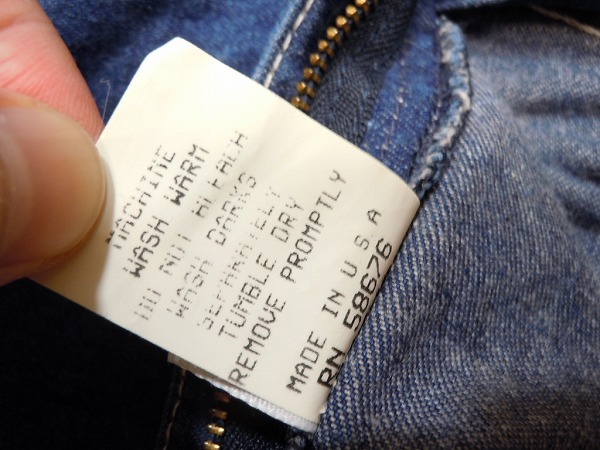 MACHINE
WASH WARM
DO NOT BLEACH
WASH DARKS
SEPARATELY
TUMBLE DRY
REMOVE PROMPTLY
MADE IN U S A
RN 58676